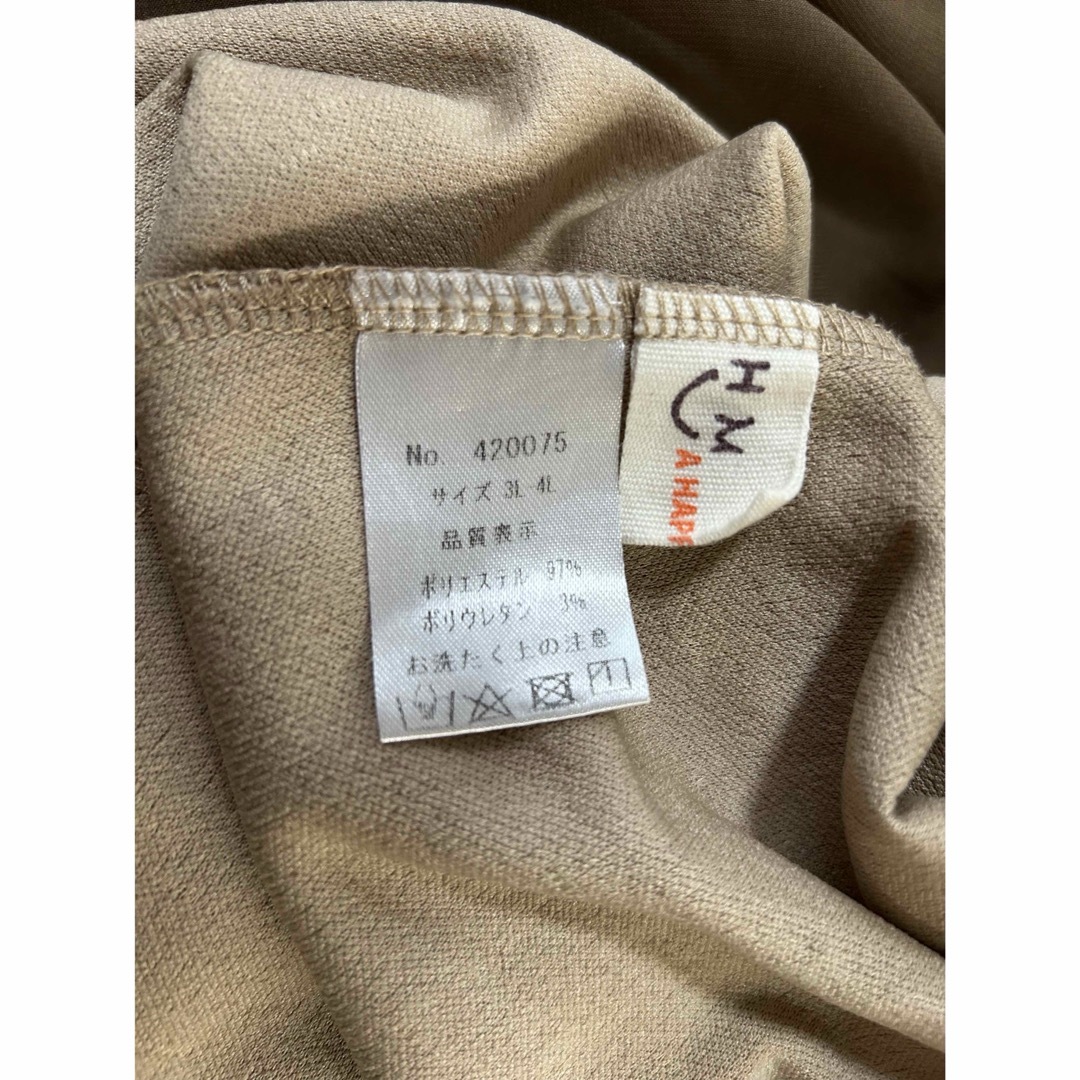 No. 420075
サイズ 3L 4L
品質表示
ポリエステル 97%
ポリウレタン 3%
お洗たく上の注意
H M
A HAP